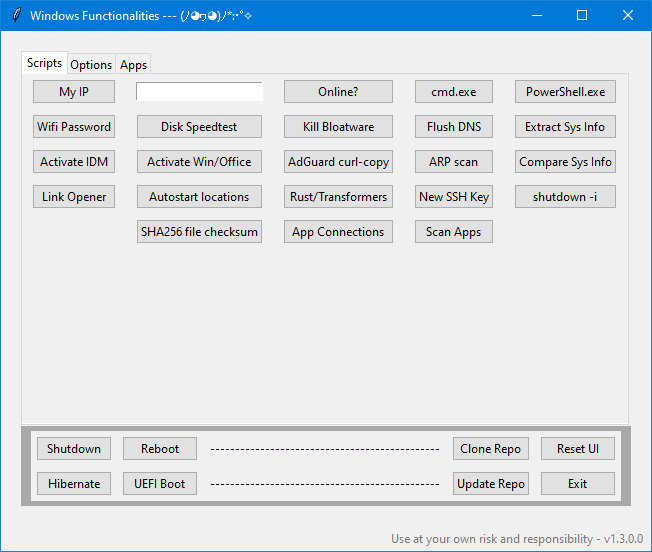 Windows Functionalities --- (ﾉ◕ヮ◕)ﾉ*:･ﾟ✧
Scripts Options Apps
My IP Online? cmd.exe PowerShell.exe
Wifi Password Disk Speedtest Kill Bloatware Flush DNS Extract Sys Info
Activate IDM Activate Win/Office AdGuard curl-copy ARP scan Compare Sys Info
Link Opener Autostart locations Rust/Transformers New SSH Key shutdown -i
SHA256 file checksum App Connections Scan Apps
Shutdown Reboot ---------------------------------------------- Clone Repo Reset UI
Hibernate UEFI Boot ---------------------------------------------- Update Repo Exit
Use at your own risk and responsibility - v1.3.0.0